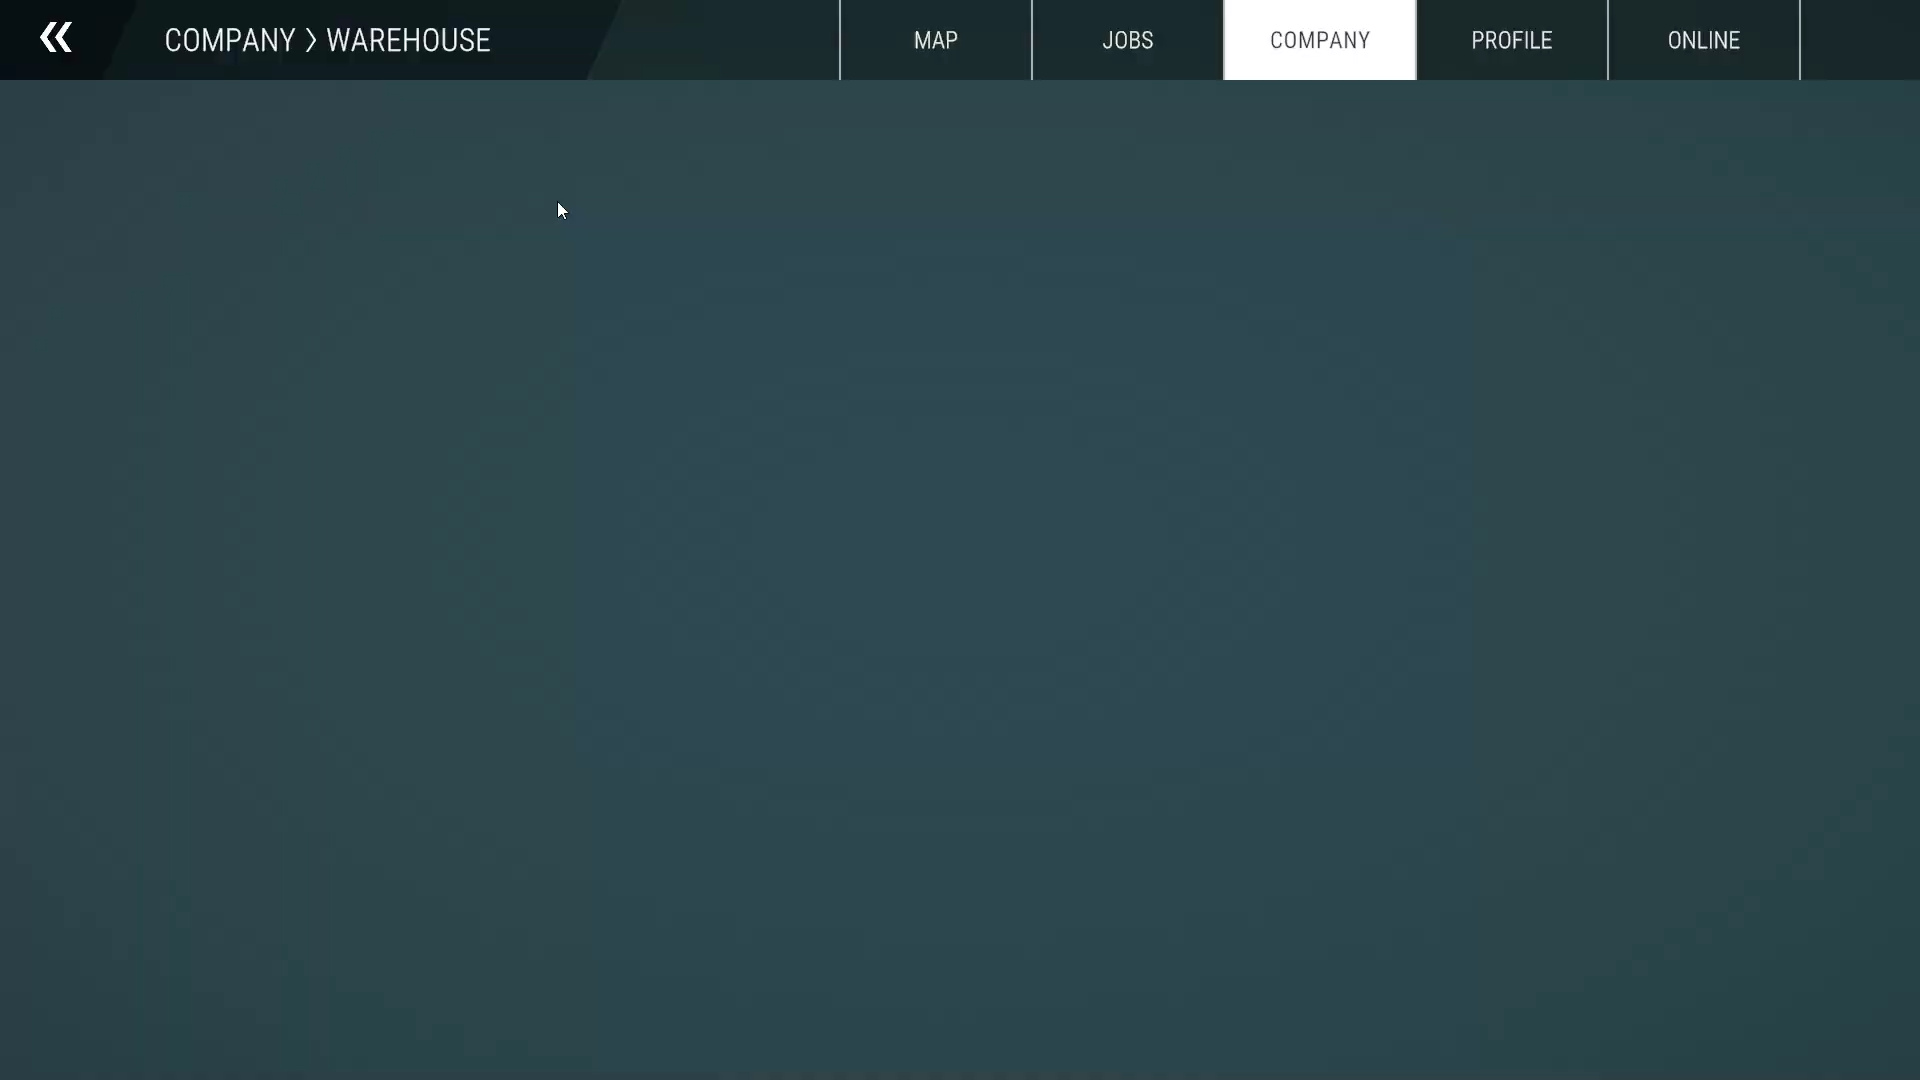 COMPANY > WAREHOUSE
MAP
JOBS
COMPANY
PROFILE
ONLINE